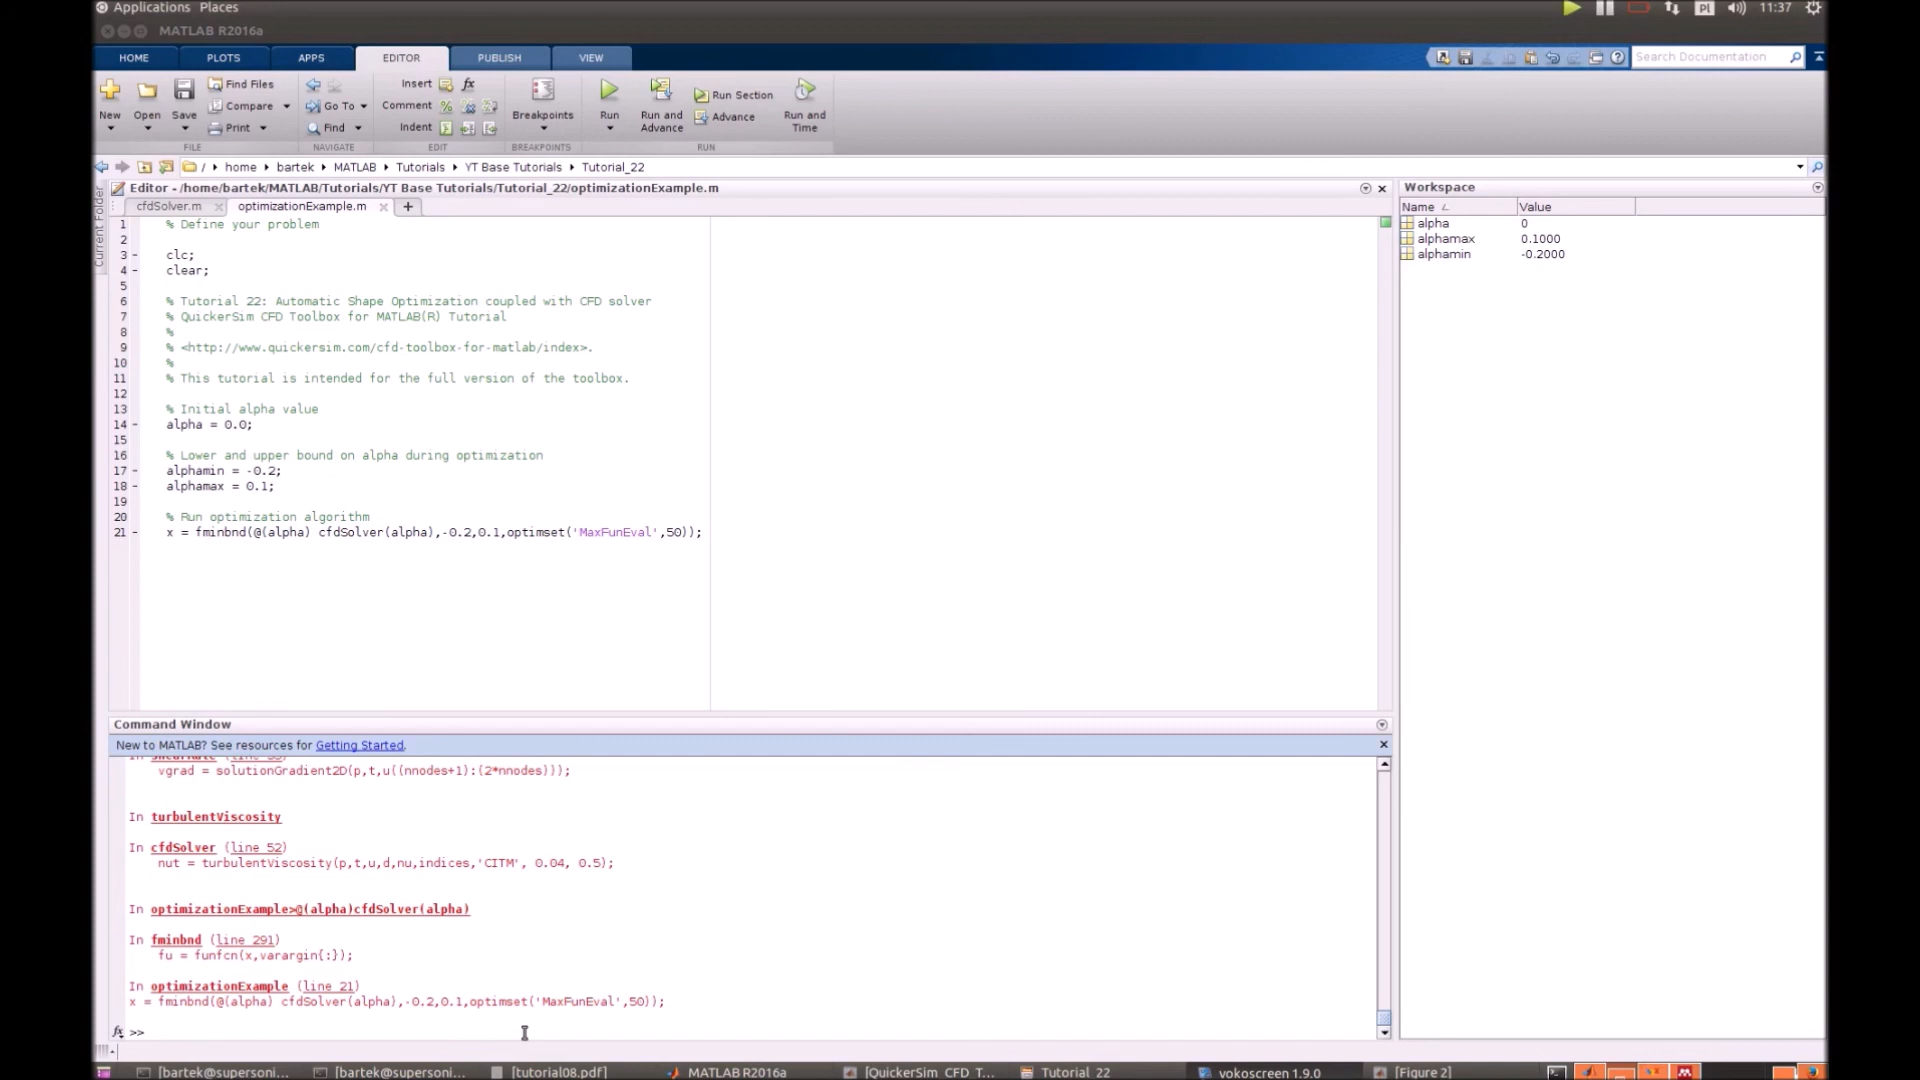 Applications Places
Pl 11:37
MATLAB R2016a
HOME PLOTS APPS EDITOR PUBLISH VIEW
Search Documentation
New Open Save Find Files Compare Print
Go To Find
Insert fx Comment Indent
Breakpoints Run Run and Advance Run Section Advance Run and Time
FILE NAVIGATE EDIT BREAKPOINTS RUN
/ home bartek MATLAB Tutorials YT Base Tutorials Tutorial_22
Current Folder
Editor - /home/bartek/MATLAB/Tutorials/YT Base Tutorials/Tutorial_22/optimizationExample.m
cfdSolver.m optimizationExample.m +
1 % Define your problem
2
3 - clc;
4 - clear;
5
6 % Tutorial 22: Automatic Shape Optimization coupled with CFD solver
7 % QuickerSim CFD Toolbox for MATLAB(R) Tutorial
8 %
9 % <http://www.quickersim.com/cfd-toolbox-for-matlab/index>.
10 %
11 % This tutorial is intended for the full version of the toolbox.
12
13 % Initial alpha value
14 - alpha = 0.0;
15
16 % Lower and upper bound on alpha during optimization
17 - alphamin = -0.2;
18 - alphamax = 0.1;
19
20 % Run optimization algorithm
21 - x = fminbnd(@(alpha) cfdSolver(alpha),-0.2,0.1,optimset('MaxFunEval',50));
Workspace
Name Value
alpha 0
alphamax 0.1000
alphamin -0.2000
Command Window
New to MATLAB? See resources for Getting Started.
vgrad = solutionGradient2D(p,t,u((nnodes+1):(2*nnodes)));
In turbulentViscosity
In cfdSolver (line 52)
nut = turbulentViscosity(p,t,u,d,nu,indices,'CITM', 0.04, 0.5);
In optimizationExample>@(alpha)cfdSolver(alpha)
In fminbnd (line 291)
fu = funfcn(x,varargin{:});
In optimizationExample (line 21)
x = fminbnd(@(alpha) cfdSolver(alpha),-0.2,0.1,optimset('MaxFunEval',50));
fx >>
[bartek@supersoni... [bartek@supersoni... [tutorial08.pdf] MATLAB R2016a [QuickerSim CFD T... Tutorial_22 vokoscreen 1.9.0 [Figure 2]